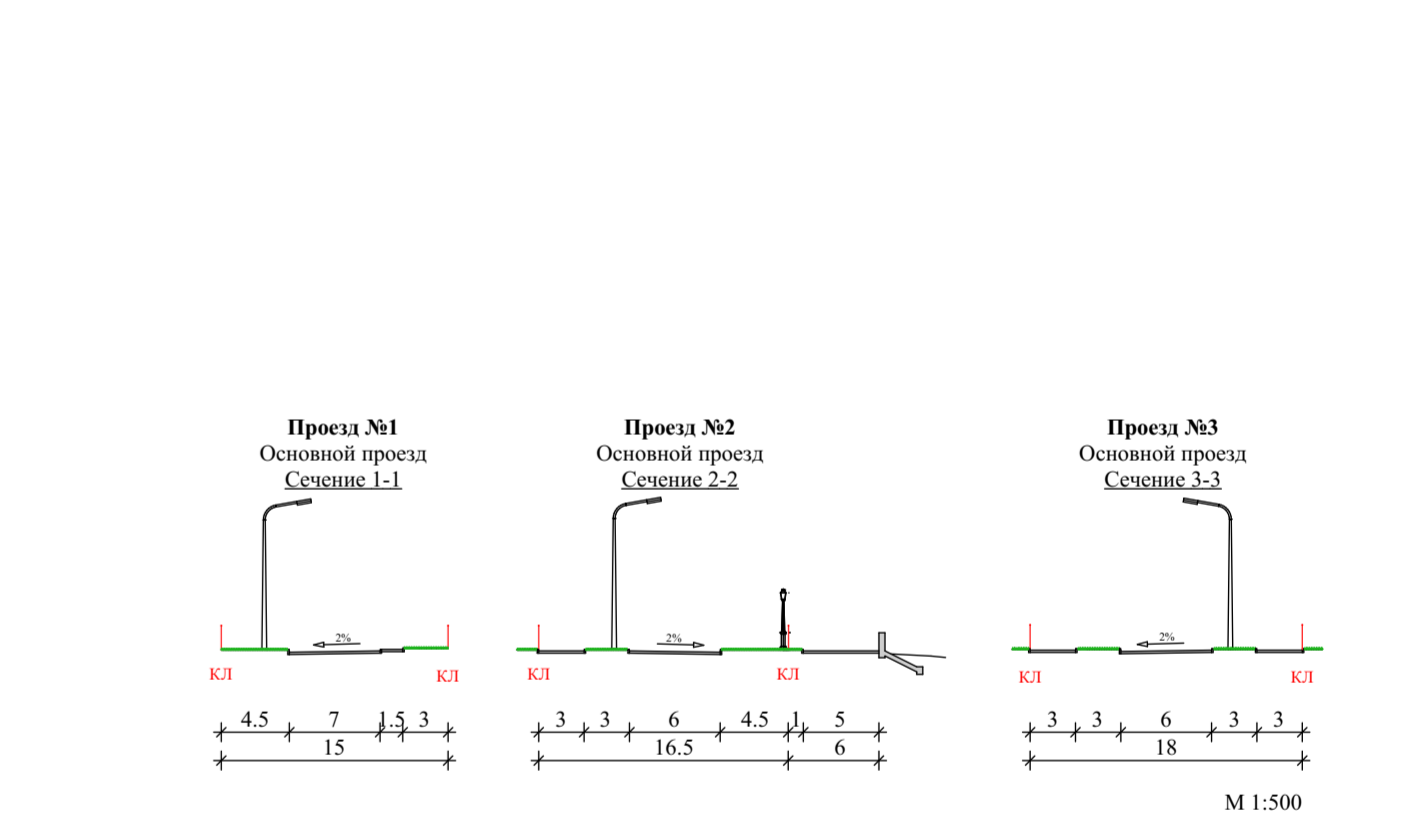 Проезд №1
Основной проезд
Сечение 1-1
2%
КЛ КЛ
4.5 7 1.5 3
15
Проезд №2
Основной проезд
Сечение 2-2
2%
КЛ КЛ
3 3 6 4.5 1 5
16.5 6
Проезд №3
Основной проезд
Сечение 3-3
2%
КЛ КЛ
3 3 6 3 3
18
М 1:500